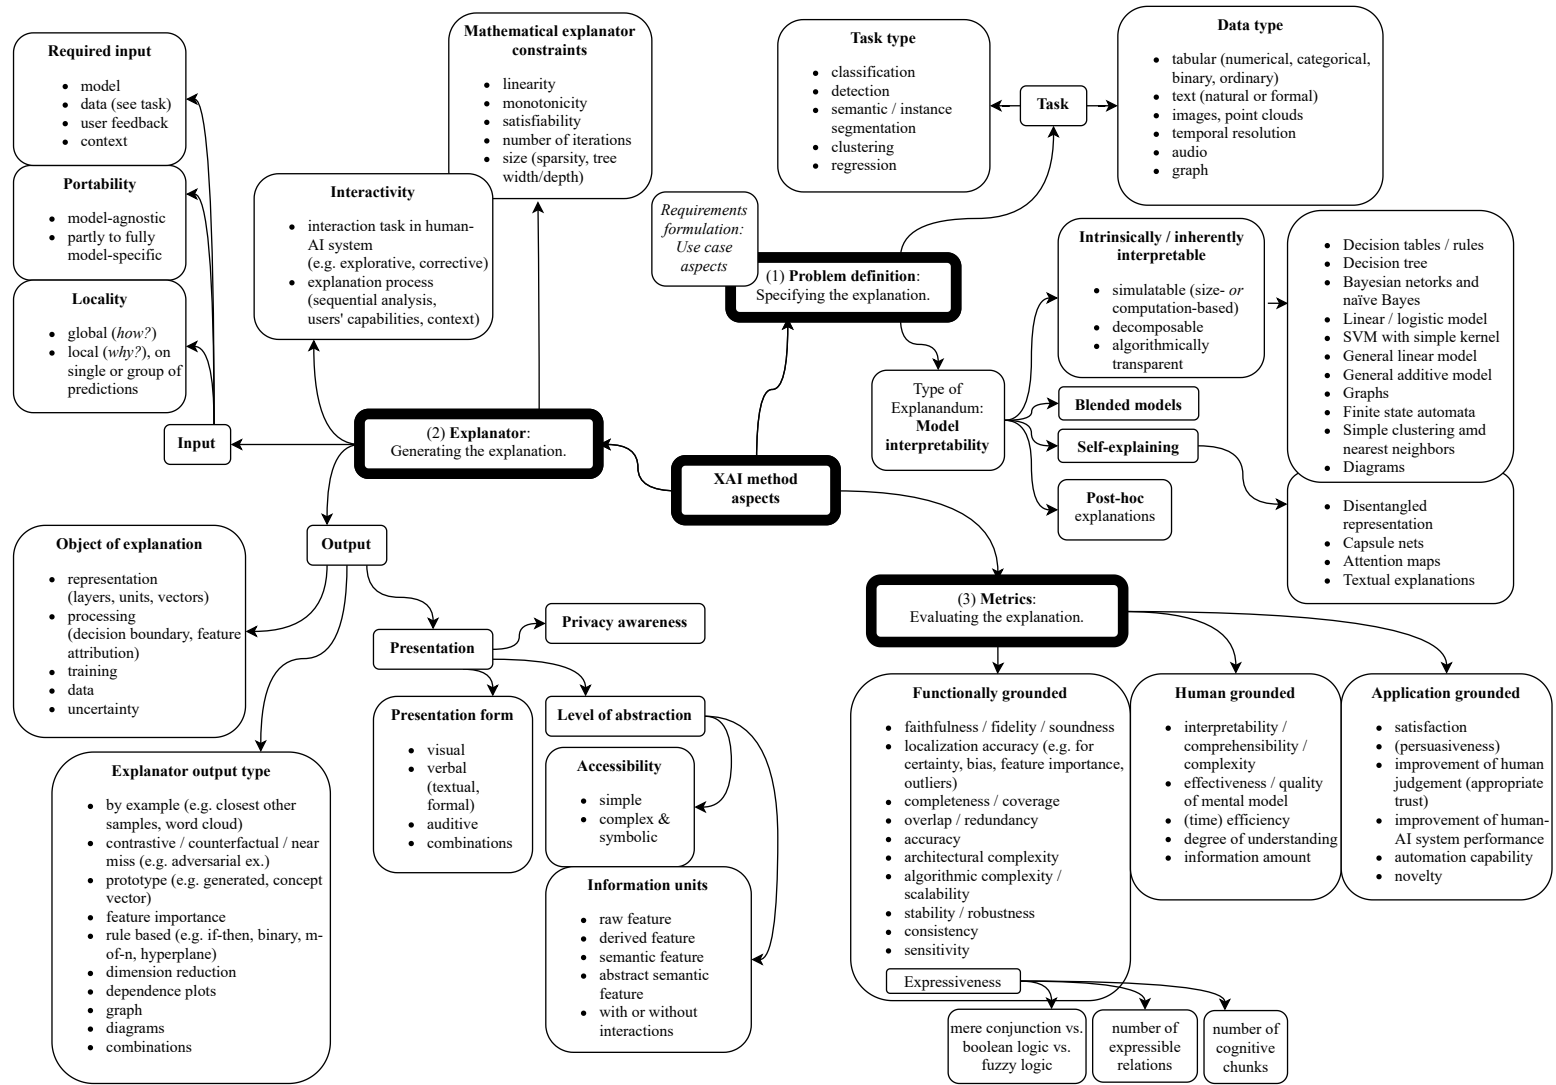 Required input
model
data (see task)
user feedback
context
Portability
model-agnostic
partly to fully
model-specific
Locality
global (how?)
local (why?), on
single or group of
predictions
Input
Mathematical explanator
constraints
linearity
monotonicity
satisfiability
number of iterations
size (sparsity, tree
width/depth)
Interactivity
interaction task in human-
AI system
(e.g. explorative, corrective)
explanation process
(sequential analysis,
users' capabilities, context)
(2) Explanator:
Generating the explanation.
XAI method
aspects
Requirements
formulation:
Use case
aspects
(1) Problem definition:
Specifying the explanation.
Task type
classification
detection
semantic / instance
segmentation
clustering
regression
Task
Data type
tabular (numerical, categorical,
binary, ordinary)
text (natural or formal)
images, point clouds
temporal resolution
audio
graph
Type of
Explanandum:
Model
interpretability
Intrinsically / inherently
interpretable
simulatable (size- or
computation-based)
decomposable
algorithmically
transparent
Blended models
Self-explaining
Post-hoc
explanations
Decision tables / rules
Decision tree
Bayesian netorks and
naïve Bayes
Linear / logistic model
SVM with simple kernel
General linear model
General additive model
Graphs
Finite state automata
Simple clustering amd
nearest neighbors
Diagrams
Disentangled
representation
Capsule nets
Attention maps
Textual explanations
Output
Object of explanation
representation
(layers, units, vectors)
processing
(decision boundary, feature
attribution)
training
data
uncertainty
Explanator output type
by example (e.g. closest other
samples, word cloud)
contrastive / counterfactual / near
miss (e.g. adversarial ex.)
prototype (e.g. generated, concept
vector)
feature importance
rule based (e.g. if-then, binary, m-
of-n, hyperplane)
dimension reduction
dependence plots
graph
diagrams
combinations
Presentation
Privacy awareness
Presentation form
visual
verbal
(textual,
formal)
auditive
combinations
Level of abstraction
Accessibility
simple
complex &
symbolic
Information units
raw feature
derived feature
semantic feature
abstract semantic
feature
with or without
interactions
(3) Metrics:
Evaluating the explanation.
Functionally grounded
faithfulness / fidelity / soundness
localization accuracy (e.g. for
certainty, bias, feature importance,
outliers)
completeness / coverage
overlap / redundancy
accuracy
architectural complexity
algorithmic complexity /
scalability
stability / robustness
consistency
sensitivity
Expressiveness
mere conjunction vs.
boolean logic vs.
fuzzy logic
number of
expressible
relations
number of
cognitive
chunks
Human grounded
interpretability /
comprehensibility /
complexity
effectiveness / quality
of mental model
(time) efficiency
degree of understanding
information amount
Application grounded
satisfaction
(persuasiveness)
improvement of human
judgement (appropriate
trust)
improvement of human-
AI system performance
automation capability
novelty